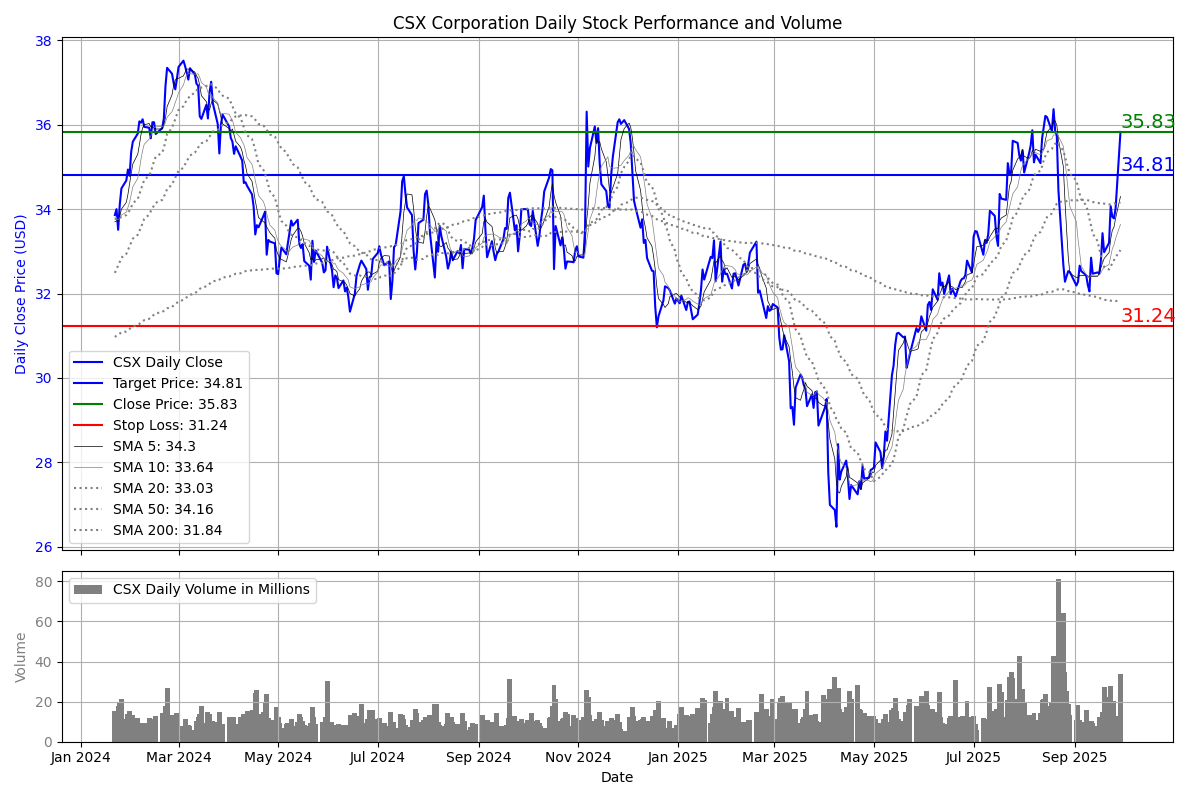 CSX Corporation Daily Stock Performance and Volume
38
36
34
32
30
28
26
Daily Close Price (USD)
35.83
34.81
31.24
CSX Daily Close
Target Price: 34.81
Close Price: 35.83
Stop Loss: 31.24
SMA 5: 34.3
SMA 10: 33.64
SMA 20: 33.03
SMA 50: 34.16
SMA 200: 31.84
80
60
40
20
0
Volume
CSX Daily Volume in Millions
Jan 2024 Mar 2024 May 2024 Jul 2024 Sep 2024 Nov 2024 Jan 2025 Mar 2025 May 2025 Jul 2025 Sep 2025
Date